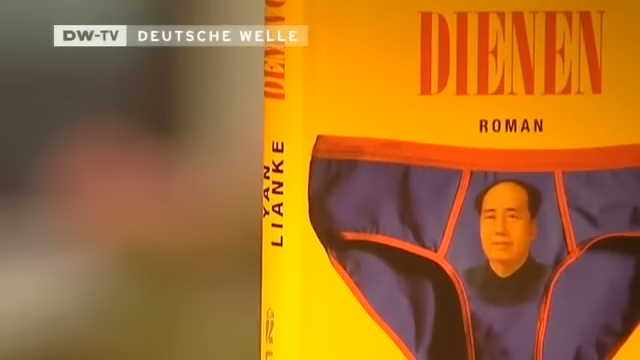 DW-TV DEUTSCHE WELLE
DIENEN
ROMAN
YAN
LIANKE